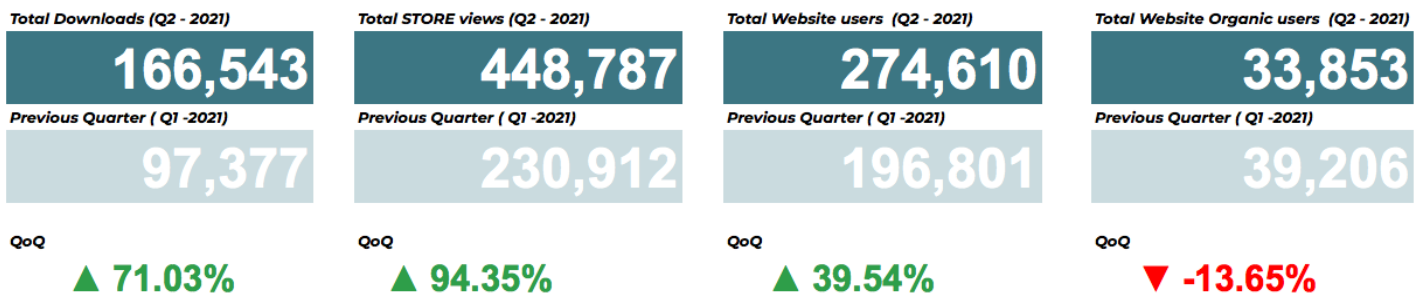 Total Downloads (Q2 - 2021)
166,543
Previous Quarter ( Q1 -2021)
97,377
QoQ
▲ 71.03%
Total STORE views (Q2 - 2021)
448,787
Previous Quarter ( Q1 -2021)
230,912
QoQ
▲ 94.35%
Total Website users (Q2 - 2021)
274,610
Previous Quarter ( Q1 -2021)
196,801
QoQ
▲ 39.54%
Total Website Organic users (Q2 - 2021)
33,853
Previous Quarter ( Q1 -2021)
39,206
QoQ
▼ -13.65%